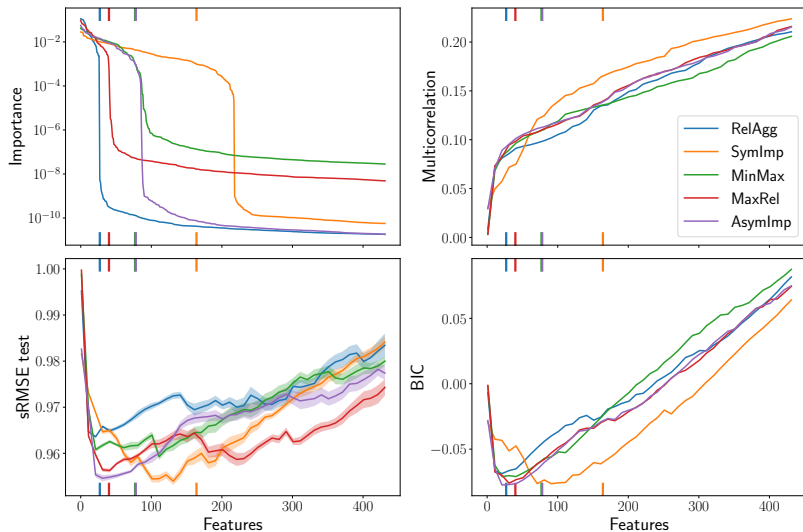 Importance
10⁻²
10⁻⁴
10⁻⁶
10⁻⁸
10⁻¹⁰
Multicorrelation
0.20
0.15
0.10
0.05
0.00
RelAgg
SymImp
MinMax
MaxRel
AsymImp
sRMSE test
1.00
0.99
0.98
0.97
0.96
0 100 200 300 400
Features
BIC
0.05
0.00
−0.05
0 100 200 300 400
Features